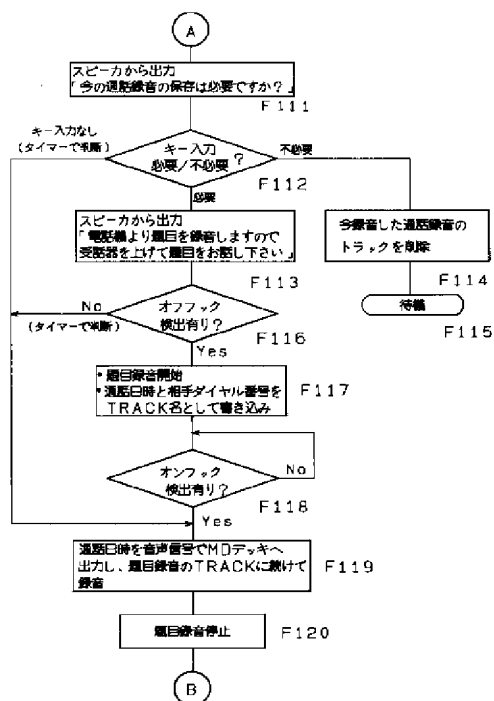 A
スピーカから出力
「今の通話録音の保存は必要ですか？」
F111
キー入力なし
(タイマーで判断)
キー入力
必要／不必要？
不必要
F112
必要
スピーカから出力
「電話機より題目を録音しますので
受話器を上げて題目をお話し下さい」
F113
今録音した通話録音の
トラックを削除
F114
待機
F115
No
(タイマーで判断)
オフフック
検出有り？
F116
Yes
・題目録音開始
・通話日時と相手ダイヤル番号を
TRACK名として書き込み
F117
オンフック
検出有り？
No
F118
Yes
通話日時を音声信号でMDデッキへ
出力し、題目録音のTRACKに続けて
録音
F119
題目録音停止
F120
B